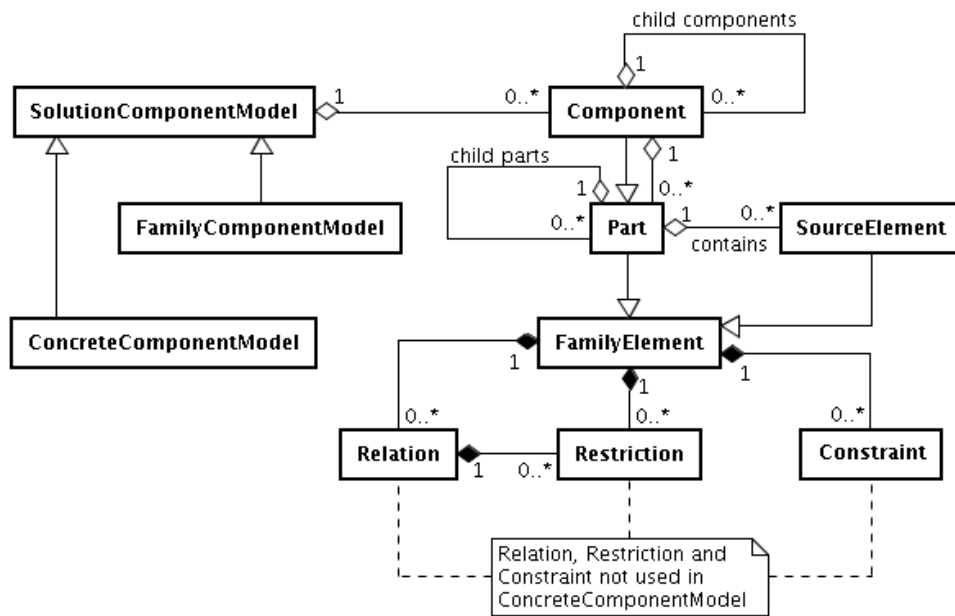 child components
1
SolutionComponentModel
1
0..*
Component
0..*
child parts
1
1
0..*
FamilyComponentModel
0..*
Part
1
0..*
contains
SourceElement
ConcreteComponentModel
FamilyElement
1
1
1
0..*
0..*
0..*
Relation
1
0..*
Restriction
Constraint
Relation, Restriction and
Constraint not used in
ConcreteComponentModel